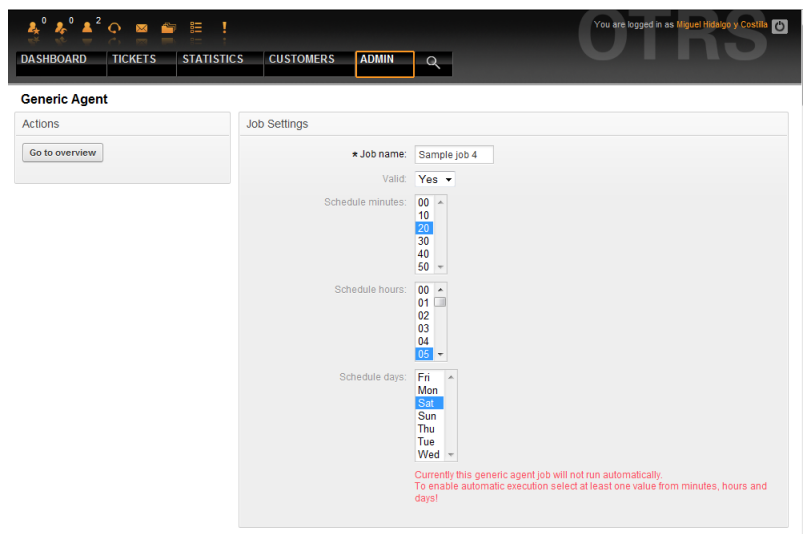 0 0 2
You are logged in as Miguel Hidalgo y Costilla
OTRS
DASHBOARD TICKETS STATISTICS CUSTOMERS ADMIN
Generic Agent
Actions
Go to overview
Job Settings
★ Job name: Sample job 4
Valid: Yes
Schedule minutes: 00
10
20
30
40
50
Schedule hours: 00
01
02
03
04
05
Schedule days: Fri
Mon
Sat
Sun
Thu
Tue
Wed
Currently this generic agent job will not run automatically.
To enable automatic execution select at least one value from minutes, hours and
days!